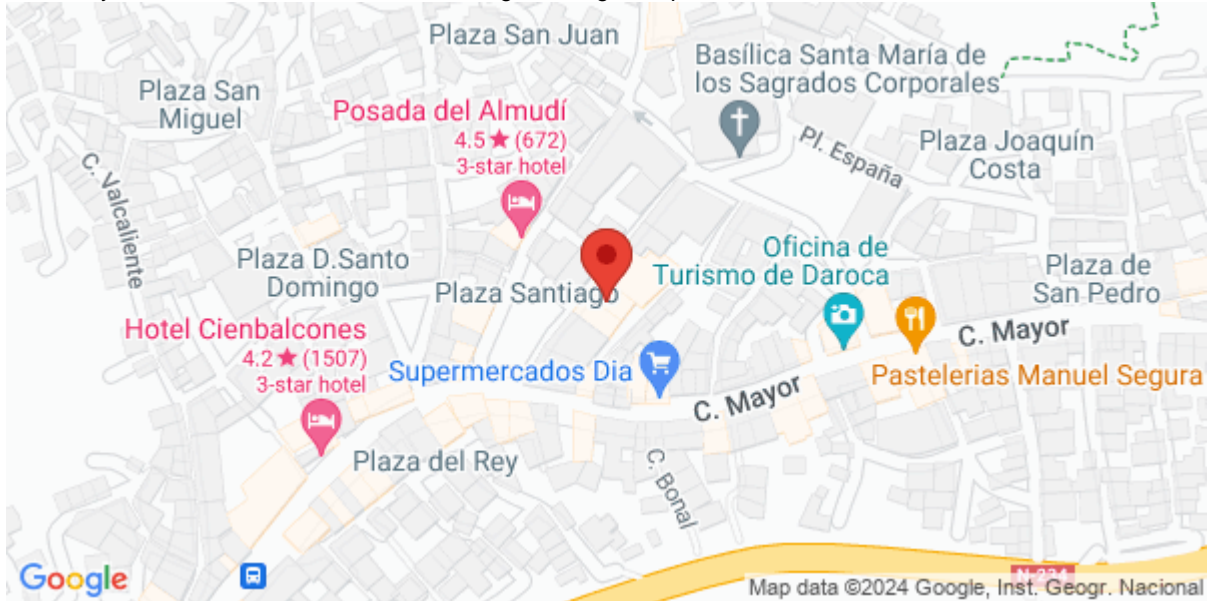 Plaza San Juan
Basílica Santa María de
los Sagrados Corporales
Plaza San
Miguel
Posada del Almudí
4.5★ (672)
3-star hotel
Pl. España
Plaza Joaquín
Costa
C. Valcaliente
Plaza D.Santo
Domingo
Plaza Santiago
Oficina de
Turismo de Daroca
Plaza de
San Pedro
Hotel Cienbalcones
4.2★ (1507)
3-star hotel
Supermercados Dia
C. Mayor
C. Mayor
Pastelerias Manuel Segura
Plaza del Rey
C. Bonal
Google
N-234
Map data ©2024 Google, Inst. Geogr. Nacional